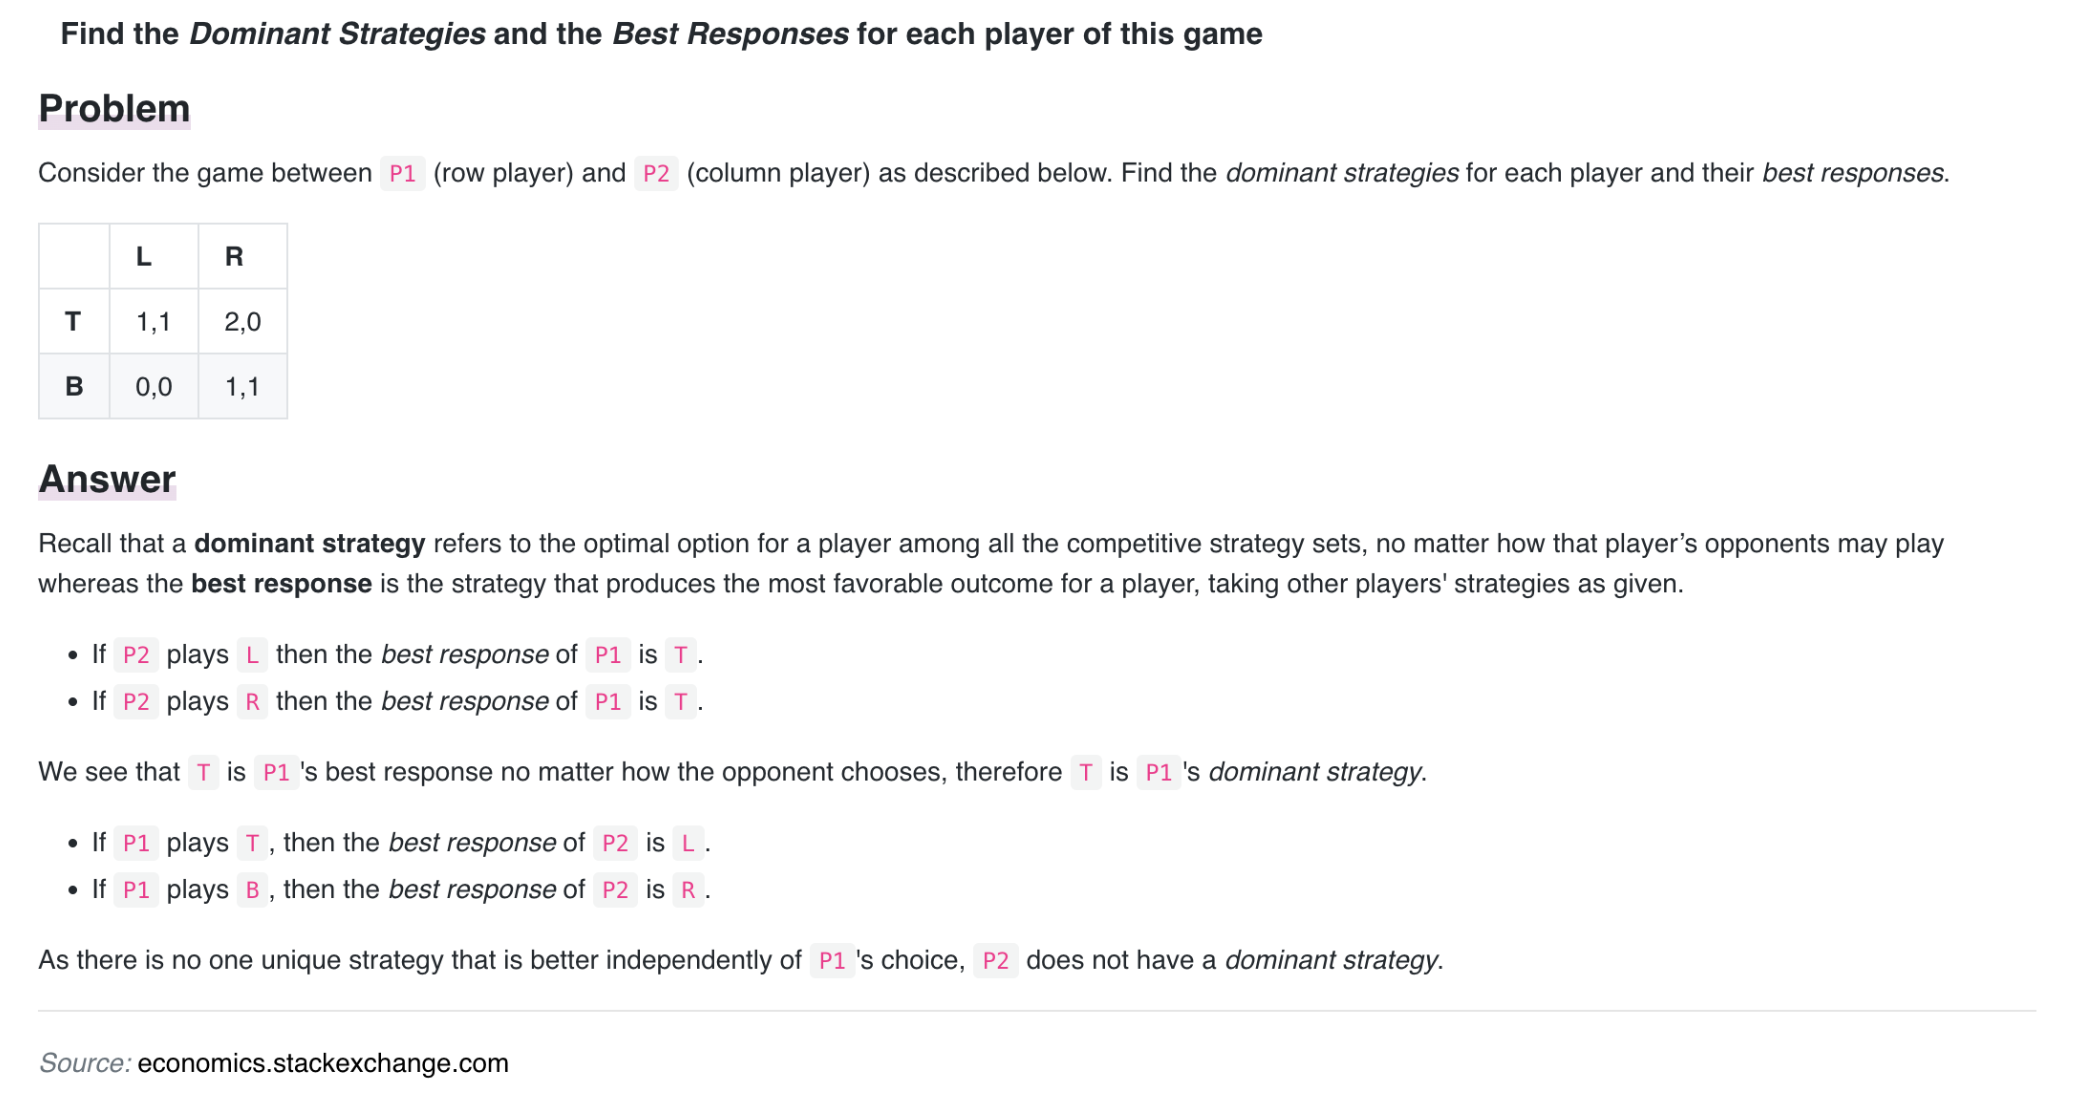 Find the Dominant Strategies and the Best Responses for each player of this game
Problem
Consider the game between P1 (row player) and P2 (column player) as described below. Find the dominant strategies for each player and their best responses.
L R
T 1,1 2,0
B 0,0 1,1
Answer
Recall that a dominant strategy refers to the optimal option for a player among all the competitive strategy sets, no matter how that player’s opponents may play
whereas the best response is the strategy that produces the most favorable outcome for a player, taking other players' strategies as given.
• If P2 plays L then the best response of P1 is T.
• If P2 plays R then the best response of P1 is T.
We see that T is P1's best response no matter how the opponent chooses, therefore T is P1's dominant strategy.
• If P1 plays T, then the best response of P2 is L.
• If P1 plays B, then the best response of P2 is R.
As there is no one unique strategy that is better independently of P1's choice, P2 does not have a dominant strategy.
Source: economics.stackexchange.com